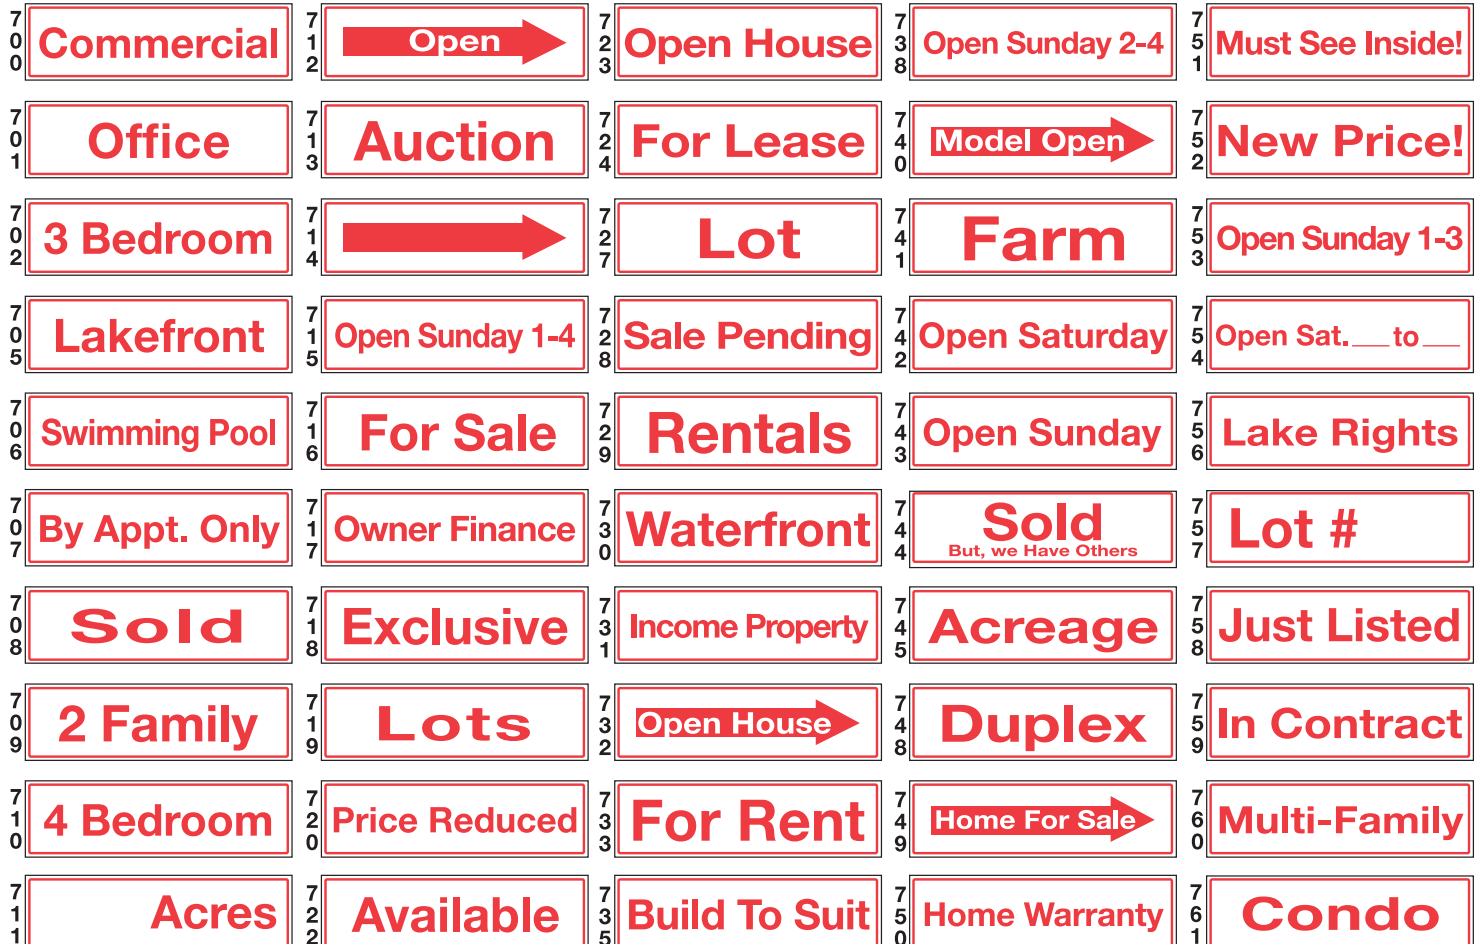 700 Commercial
712 Open
723 Open House
738 Open Sunday 2-4
751 Must See Inside!
701 Office
713 Auction
724 For Lease
740 Model Open
752 New Price!
702 3 Bedroom
714
727 Lot
741 Farm
753 Open Sunday 1-3
705 Lakefront
715 Open Sunday 1-4
728 Sale Pending
742 Open Saturday
754 Open Sat. ___ to ___
706 Swimming Pool
716 For Sale
729 Rentals
743 Open Sunday
756 Lake Rights
707 By Appt. Only
717 Owner Finance
730 Waterfront
744 Sold
But, we Have Others
757 Lot #
708 Sold
718 Exclusive
731 Income Property
745 Acreage
758 Just Listed
709 2 Family
719 Lots
732 Open House
748 Duplex
759 In Contract
710 4 Bedroom
720 Price Reduced
733 For Rent
749 Home For Sale
760 Multi-Family
711 Acres
722 Available
735 Build To Suit
750 Home Warranty
761 Condo